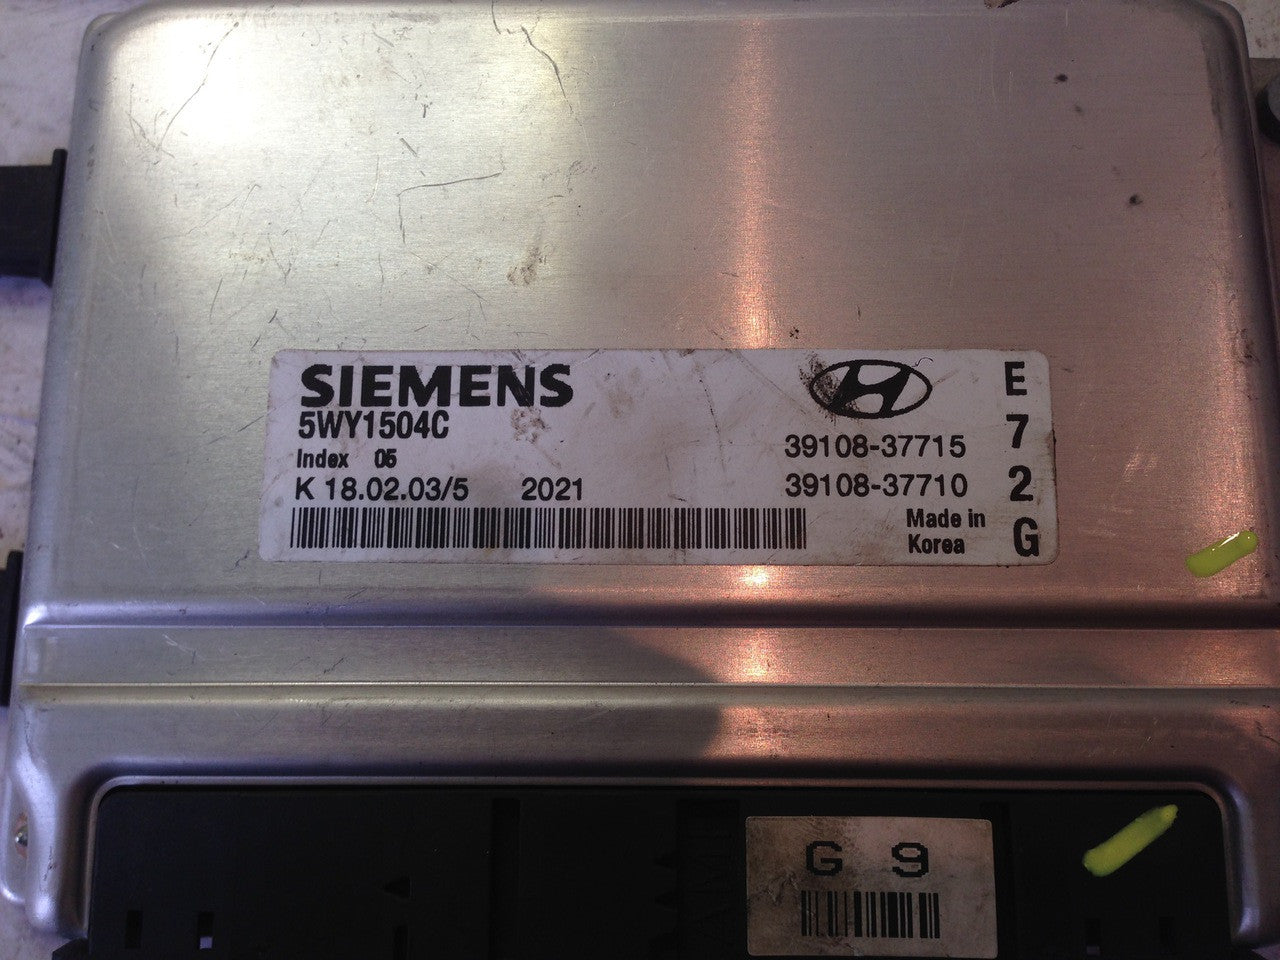 SIEMENS
5WY1504C
Index 05
K 18.02.03/5 2021
39108-37715
39108-37710
Made in
Korea
E
7
2
G
G 9